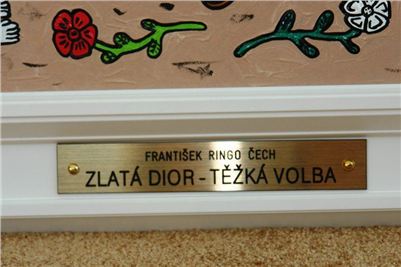 FRANTIŠEK RINGO ČECH
ZLATÁ DIOR - TĚŽKÁ VOLBA